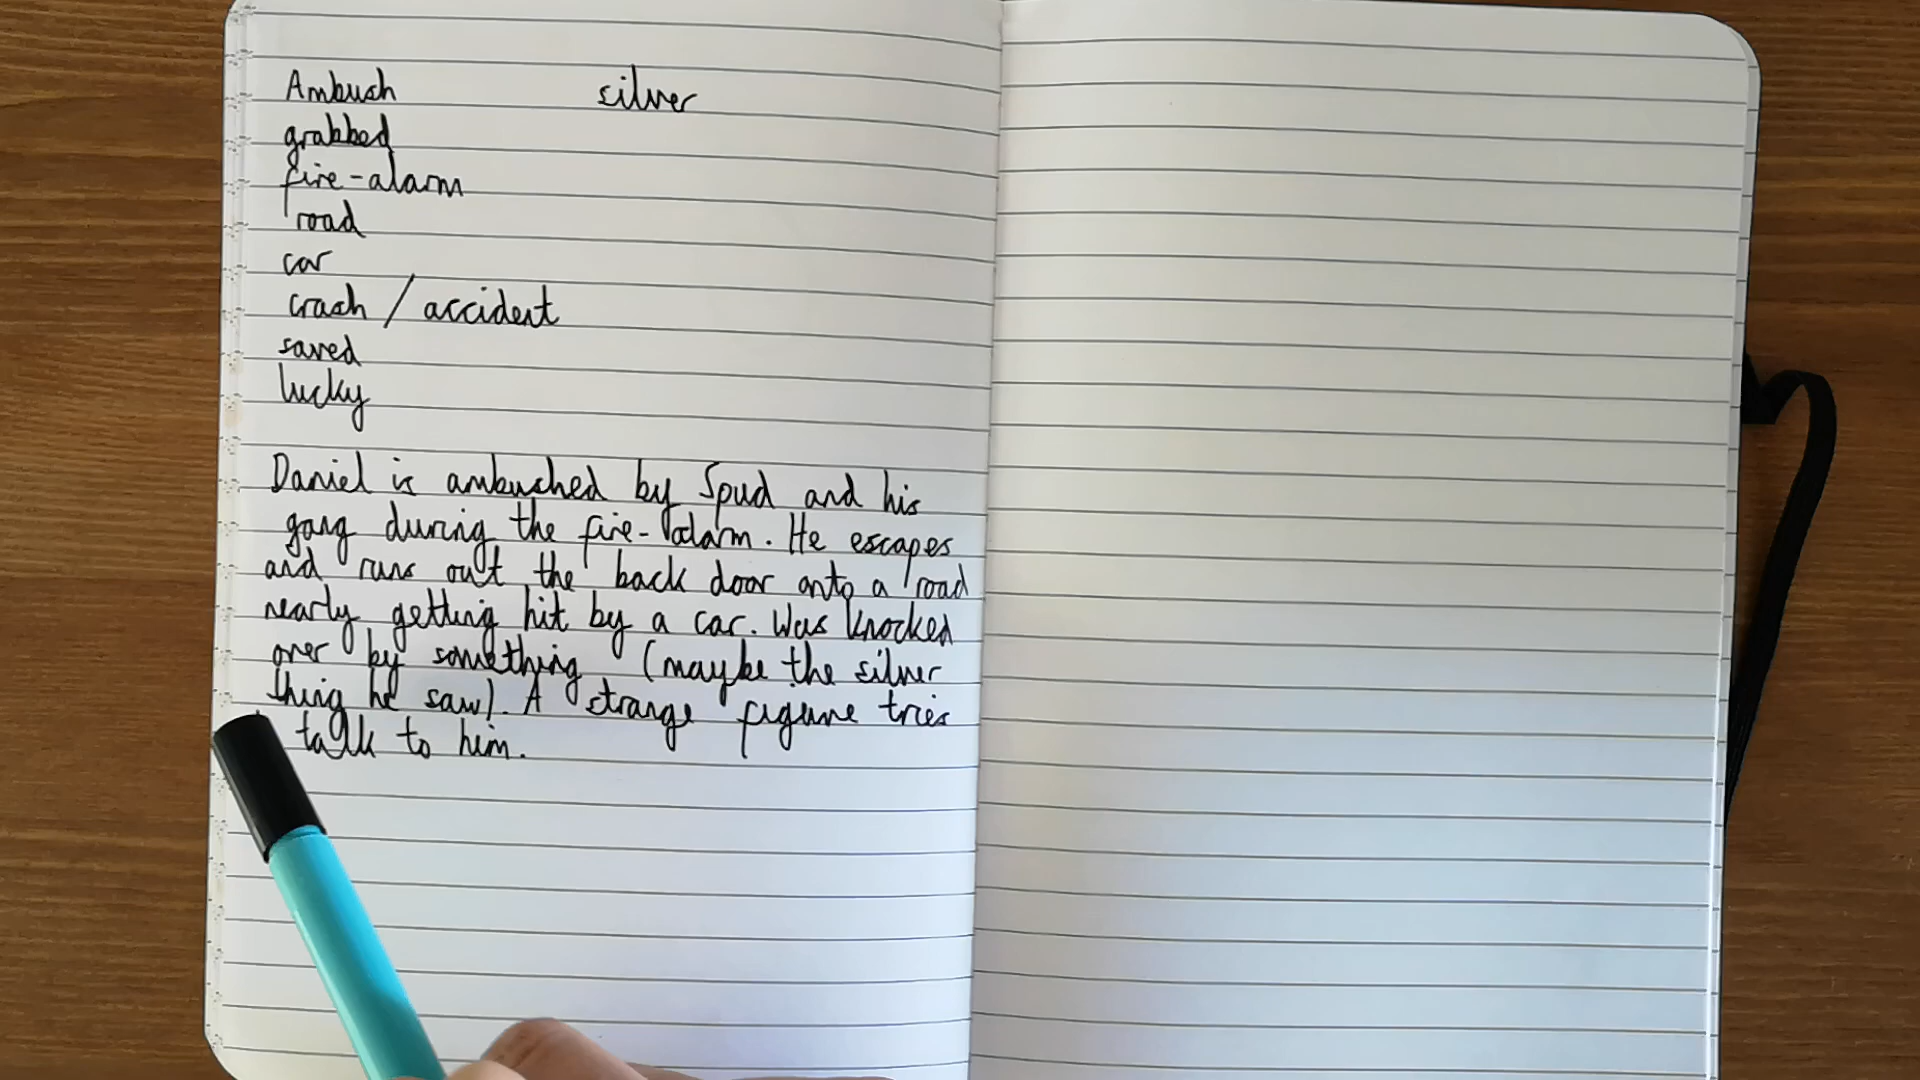 Ambush silver
grabbed
fire-alarm
road
car
crash / accident
saved
lucky
Daniel is ambushed by Spud and his
gang during the fire-alarm. He escapes
and runs out the back door onto a road
nearly getting hit by a car. Was knocked
over by something (maybe the silver
thing he saw). A strange figure tries
talk to him.